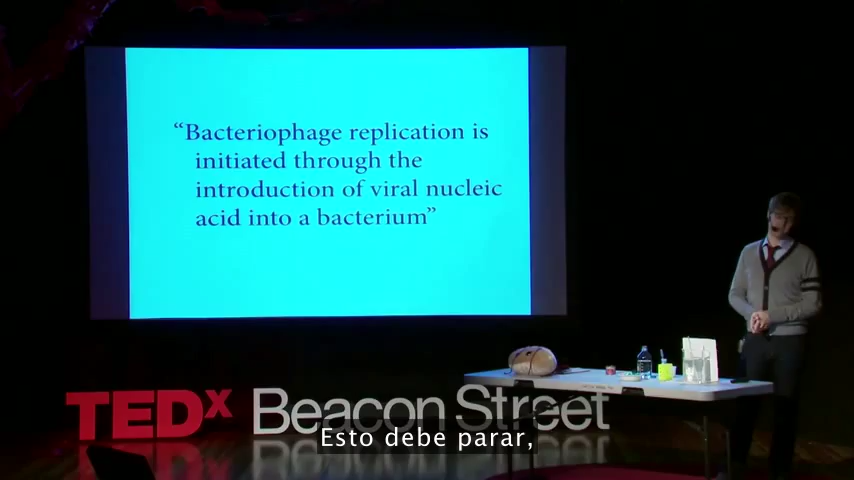 “Bacteriophage replication is
initiated through the
introduction of viral nucleic
acid into a bacterium”
TEDx Beacon Street
Esto debe parar,